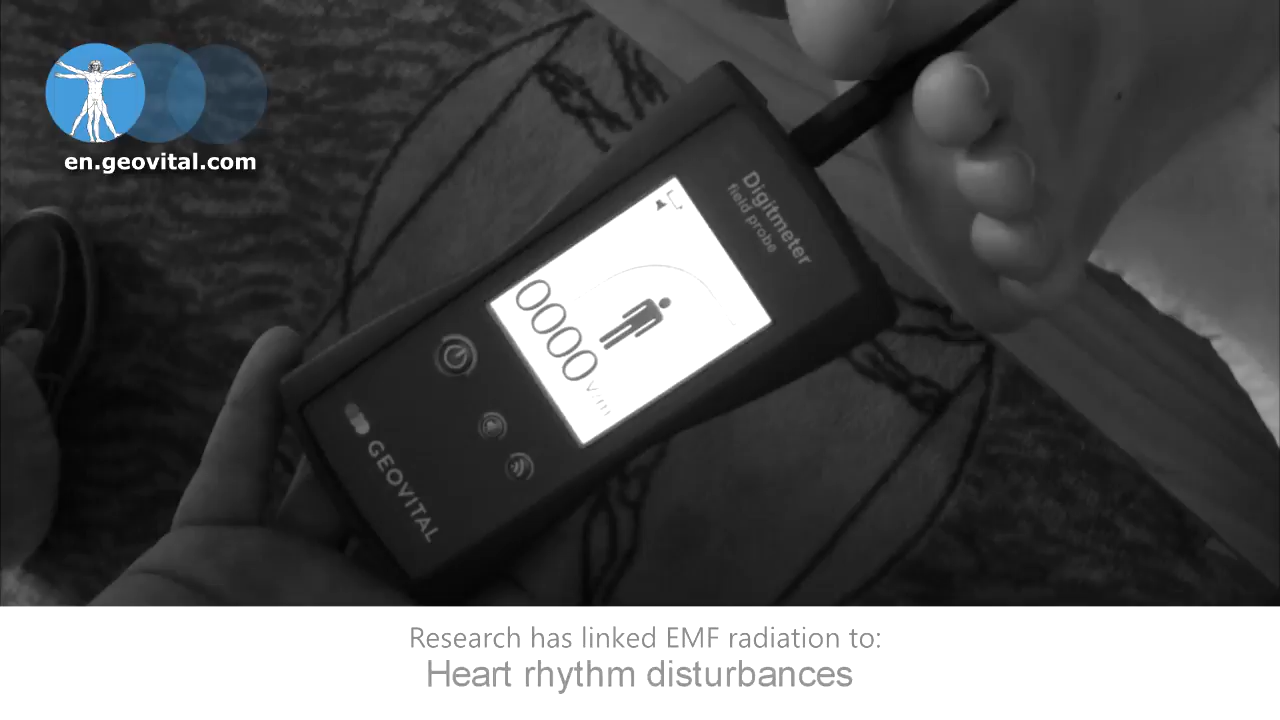 en.geovital.com
Digitmeter
field probe
0000 V/m
GEOVITAL
Research has linked EMF radiation to:
Heart rhythm disturbances